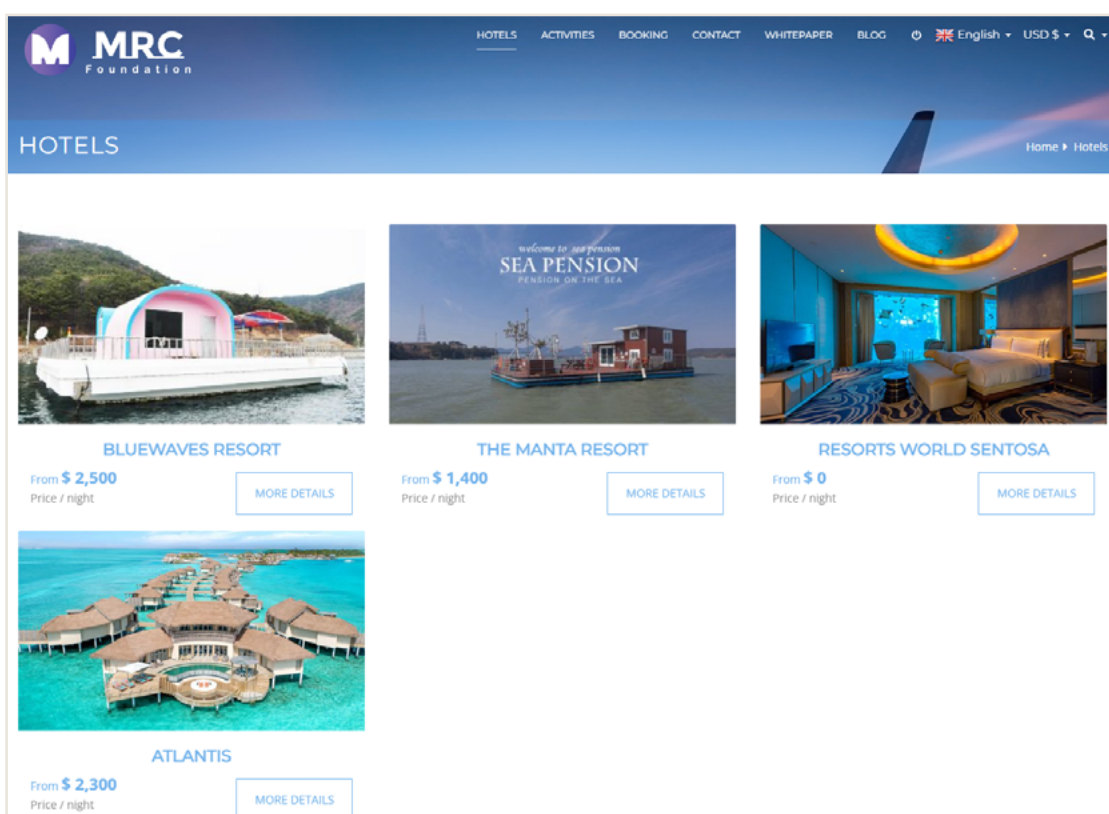 M MRC
Foundation
HOTELS ACTIVITIES BOOKING CONTACT WHITEPAPER BLOG English USD $
HOTELS
Home Hotels
welcome to sea pension
SEA PENSION
PENSION ON THE SEA
BLUEWAVES RESORT
From $ 2,500
Price / night
MORE DETAILS
THE MANTA RESORT
From $ 1,400
Price / night
MORE DETAILS
RESORTS WORLD SENTOSA
From $ 0
Price / night
MORE DETAILS
ATLANTIS
From $ 2,300
Price / night
MORE DETAILS